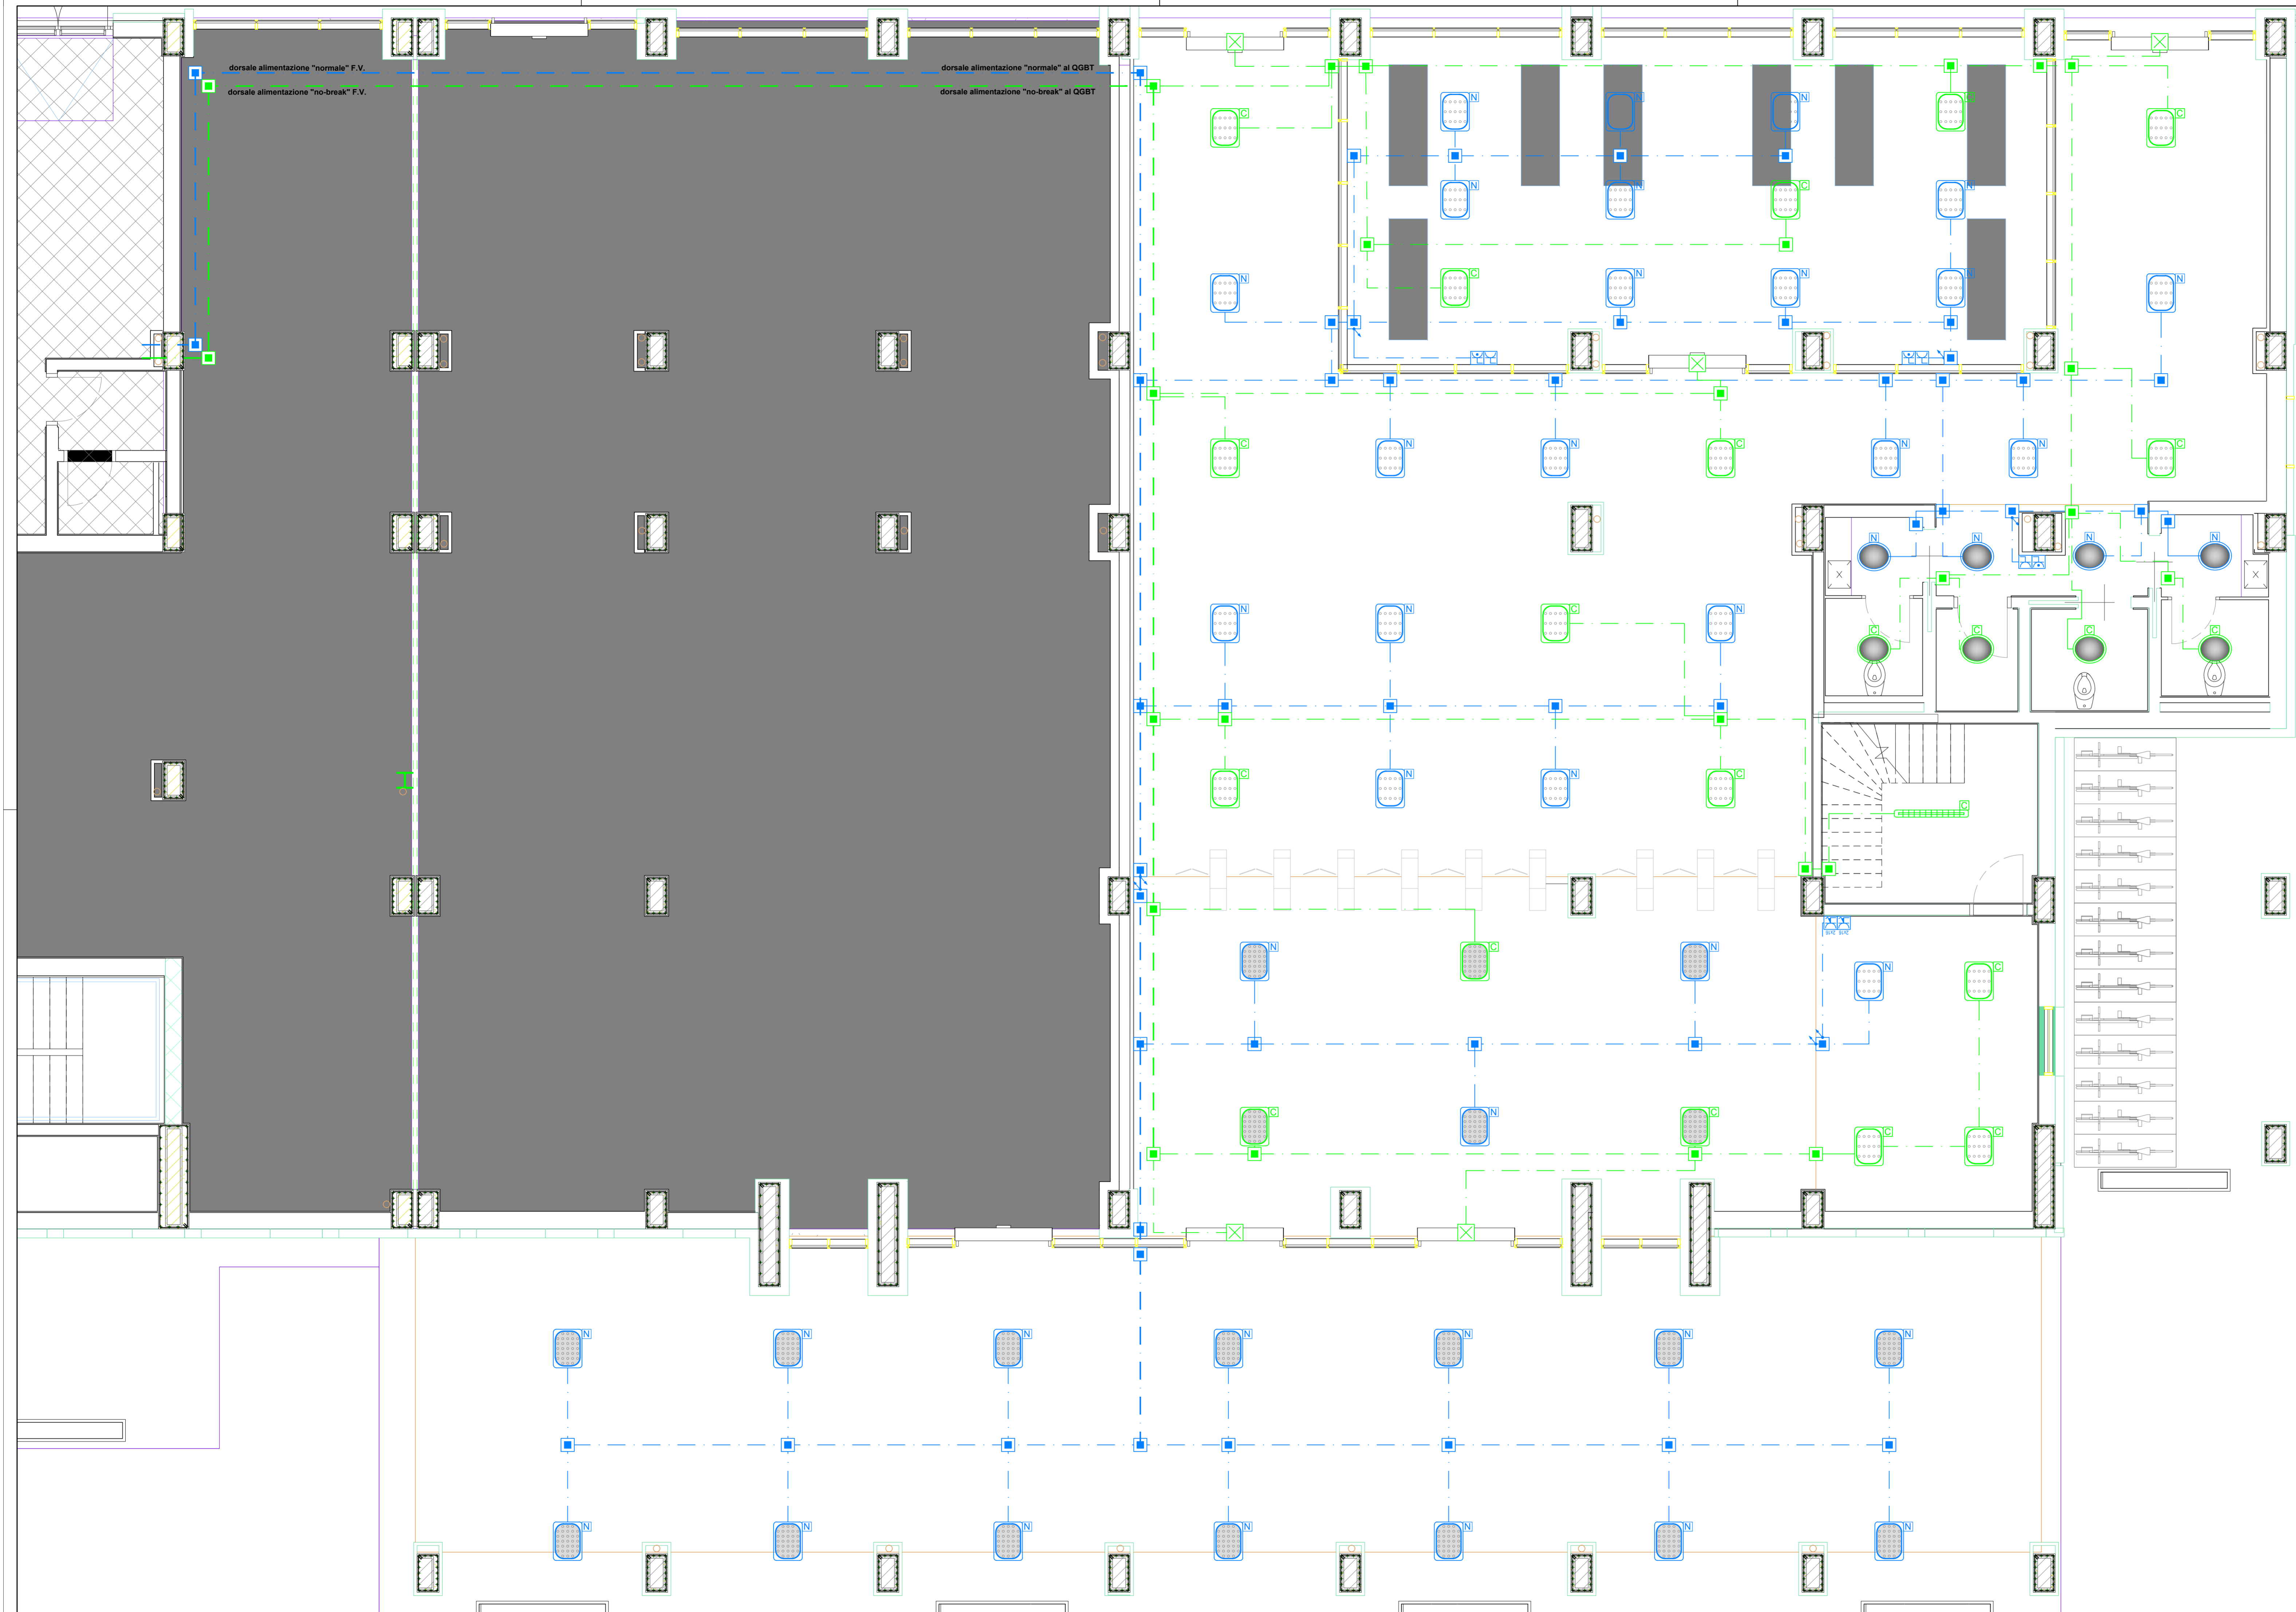 dorsale alimentazione "normale" F.V.
dorsale alimentazione "normale" al QGBT
dorsale alimentazione "no-break" F.V.
dorsale alimentazione "no-break" al QGBT
N N N C
C C
N N C N
C N N N
N N
C N N C N N C
N N N N
N N C N
C C C C
C N N C
C
N C N
N C
C N C
C C
N N N N N N N
N N N N N N N